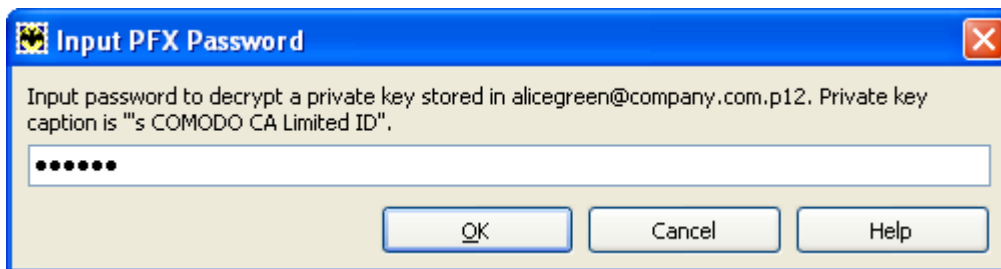 Input PFX Password
Input password to decrypt a private key stored in alicegreen@company.com.p12. Private key
caption is "'s COMODO CA Limited ID".
●●●●●●
OK Cancel Help